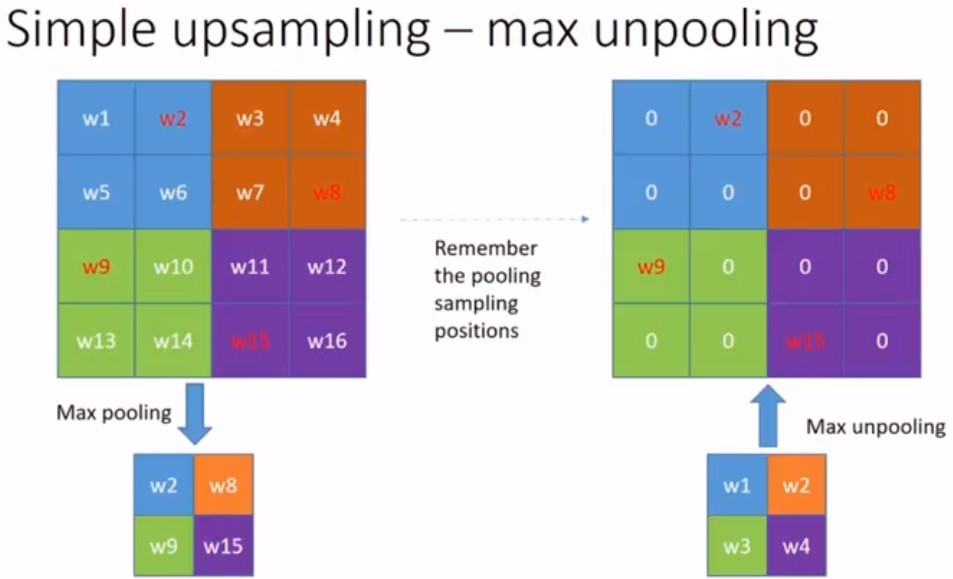 Simple upsampling – max unpooling
w1 w2 w3 w4 0 w2 0 0
w5 w6 w7 w8 0 0 0 w8
w9 w10 w11 w12 w9 0 0 0
w13 w14 w15 w16 0 0 w15 0
Remember
the pooling
sampling
positions
Max pooling
Max unpooling
w2 w8
w9 w15
w1 w2
w3 w4